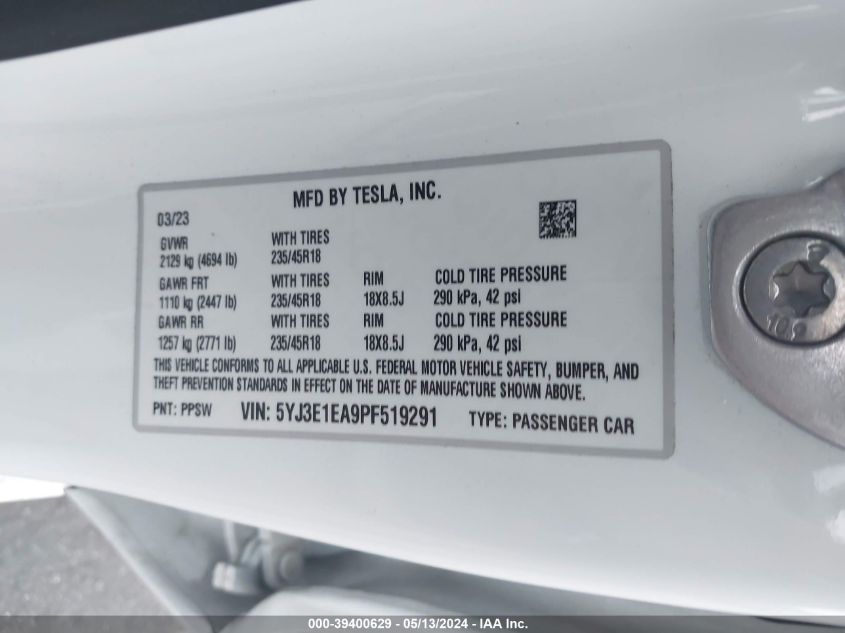 MFD BY TESLA, INC.
03/23
GVWR WITH TIRES
2129 kg (4694 lb) 235/45R18
GAWR FRT RIM COLD TIRE PRESSURE
1110 kg (2447 lb) 235/45R18 18X8.5J 290 kPa, 42 psi
GAWR RR RIM COLD TIRE PRESSURE
1257 kg (2771 lb) 235/45R18 18X8.5J 290 kPa, 42 psi
THIS VEHICLE CONFORMS TO ALL APPLICABLE U.S. FEDERAL MOTOR VEHICLE SAFETY, BUMPER, AND
THEFT PREVENTION STANDARDS IN EFFECT ON THE DATE OF MANUFACTURE SHOWN ABOVE.
PNT: PPSW VIN: 5YJ3E1EA9PF519291 TYPE: PASSENGER CAR
000-39400629 - 05/13/2024 - IAA Inc.